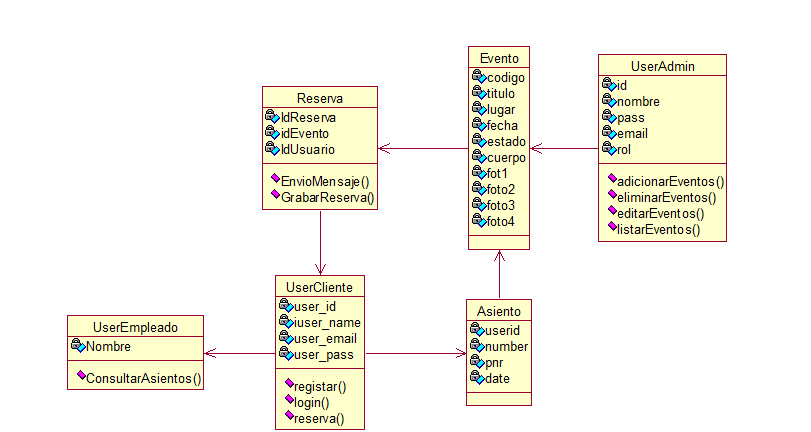 Reserva
IdReserva
idEvento
IdUsuario
EnvioMensaje()
GrabarReserva()
Evento
codigo
titulo
lugar
fecha
estado
cuerpo
fot1
foto2
foto3
foto4
UserAdmin
id
nombre
pass
email
rol
adicionarEventos()
eliminarEventos()
editarEventos()
listarEventos()
UserEmpleado
Nombre
ConsultarAsientos()
UserCliente
user_id
iuser_name
user_email
user_pass
registar()
login()
reserva()
Asiento
userid
number
pnr
date